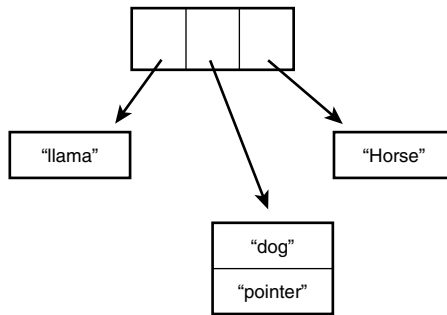 “llama”
“Horse”
“dog”
“pointer”